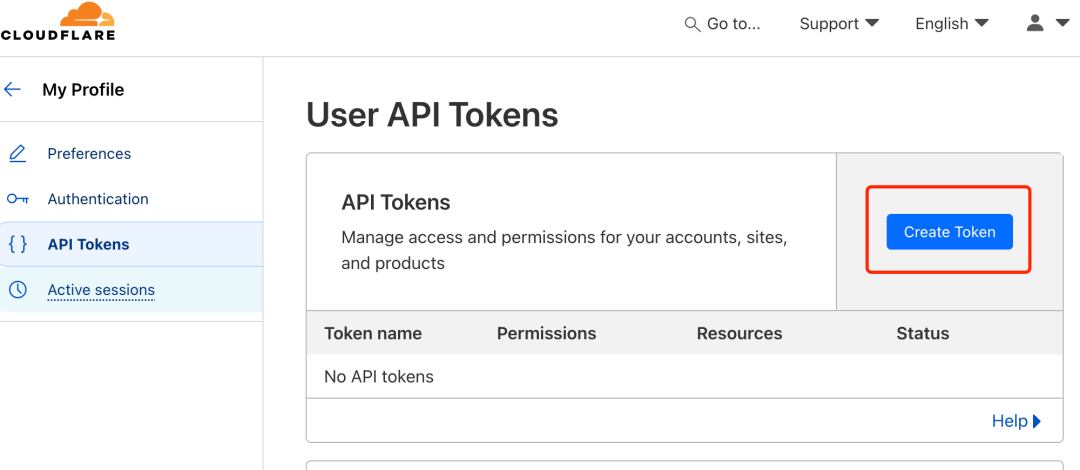 CLOUDFLARE
Go to...
Support
English
My Profile
Preferences
Authentication
API Tokens
Active sessions
User API Tokens
API Tokens
Manage access and permissions for your accounts, sites,
and products
Create Token
Token name Permissions Resources Status
No API tokens
Help